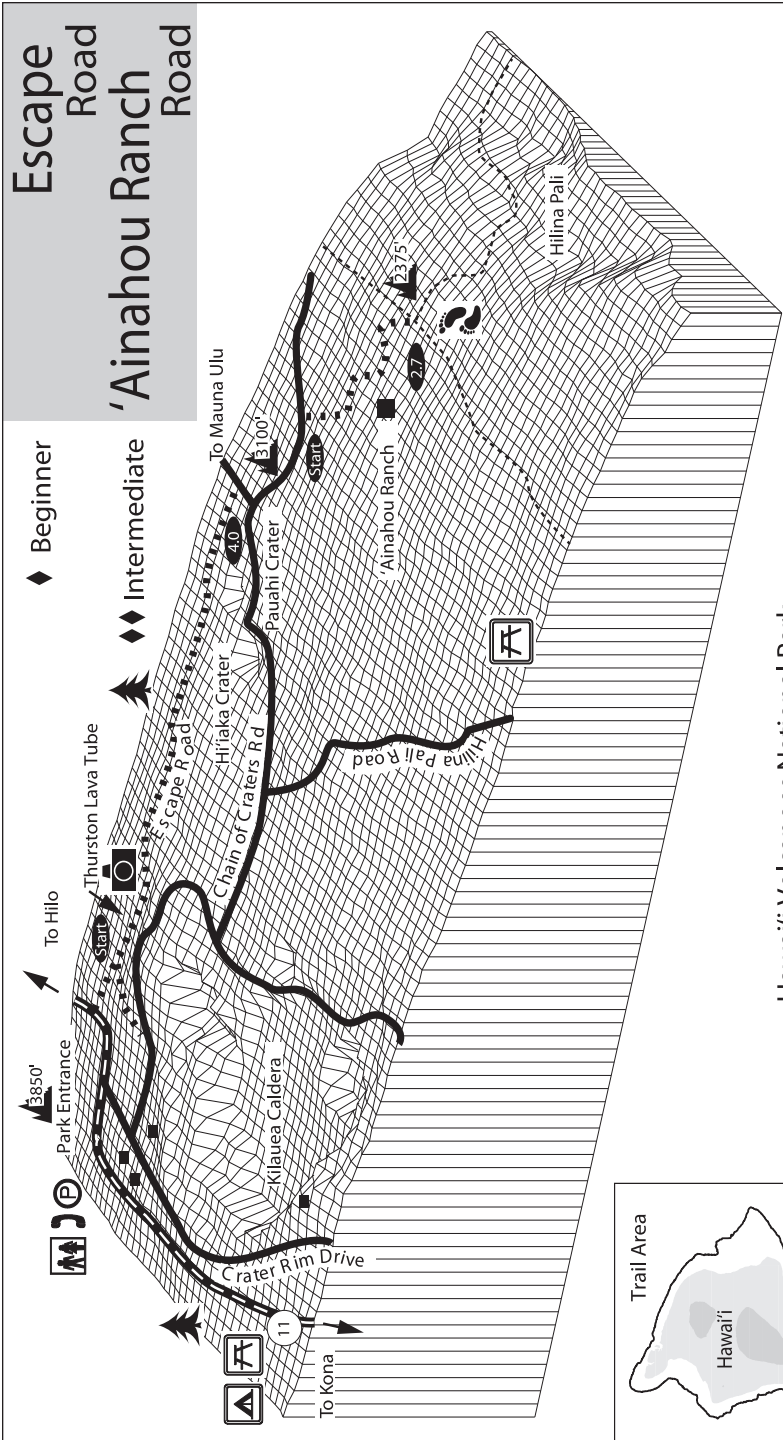 Escape
Road
'Ainahou Ranch
Road
Beginner
Intermediate
To Hilo
Thurston Lava Tube
Start
3850'
Park Entrance
P
Escape Road
4.0
To Mauna Ulu
3100'
Start
2375'
2.7
Hilina Pali
'Ainahou Ranch
Pauahi Crater
Hi'iaka Crater
Chain of Craters Rd
Hilina Pali Road
Kilauea Caldera
Crater Rim Drive
11
To Kona
Trail Area
Hawai'i